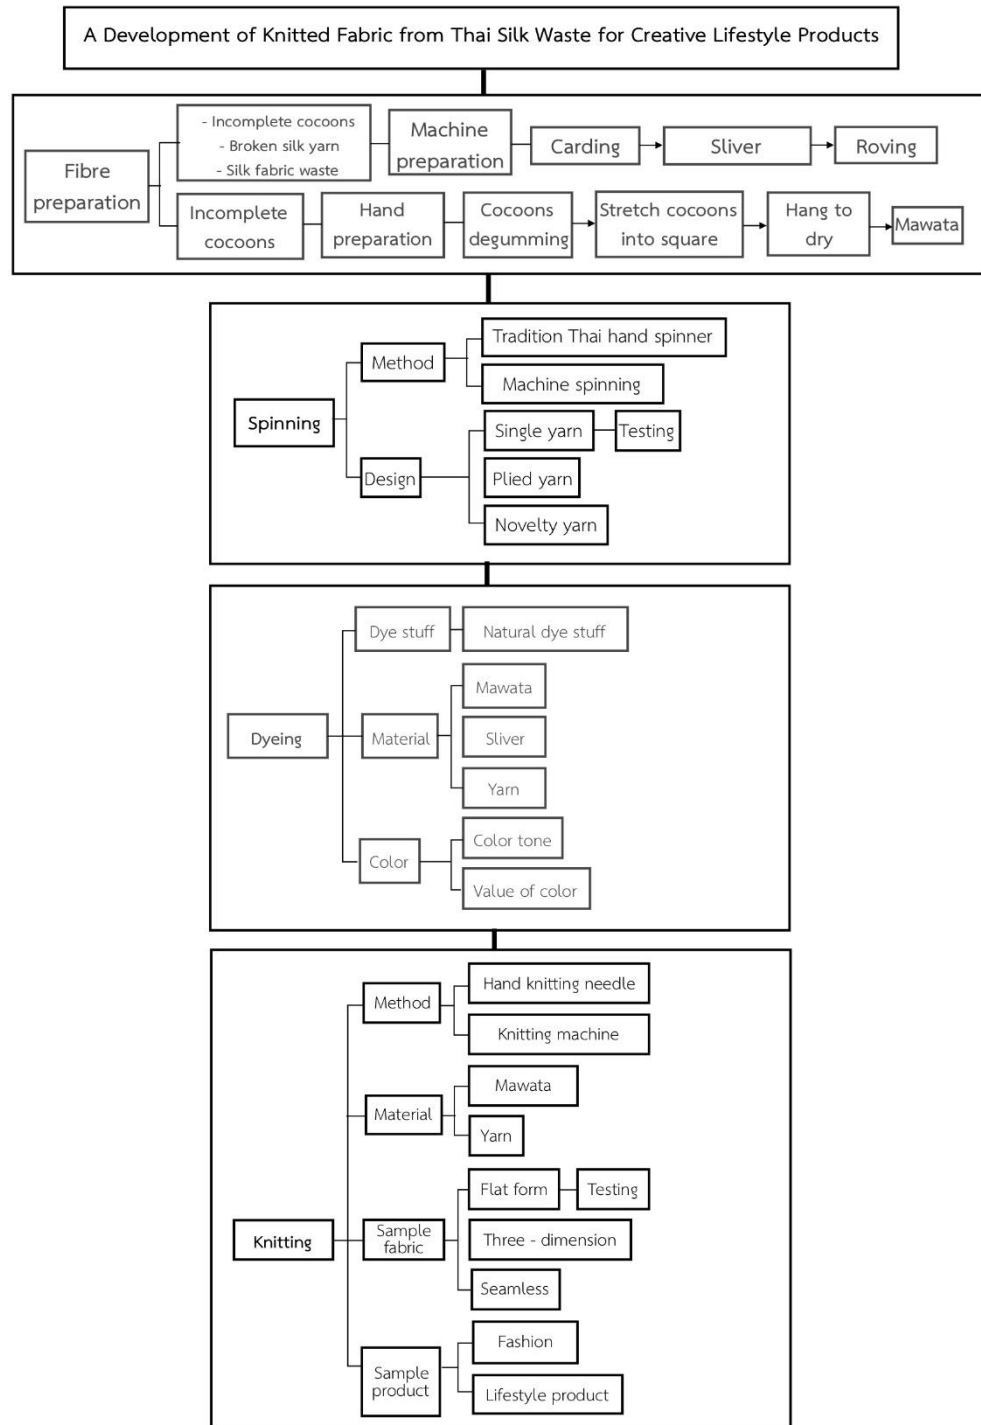 A Development of Knitted Fabric from Thai Silk Waste for Creative Lifestyle Products
Fibre
preparation
- Incomplete cocoons
- Broken silk yarn
- Silk fabric waste
Machine
preparation
Carding
Sliver
Roving
Incomplete
cocoons
Hand
preparation
Cocoons
degumming
Stretch cocoons
into square
Hang to
dry
Mawata
Spinning
Method
Tradition Thai hand spinner
Machine spinning
Design
Single yarn
Testing
Plied yarn
Novelty yarn
Dyeing
Dye stuff
Natural dye stuff
Material
Mawata
Sliver
Yarn
Color
Color tone
Value of color
Knitting
Method
Hand knitting needle
Knitting machine
Material
Mawata
Yarn
Sample
fabric
Flat form
Testing
Three - dimension
Seamless
Sample
product
Fashion
Lifestyle product